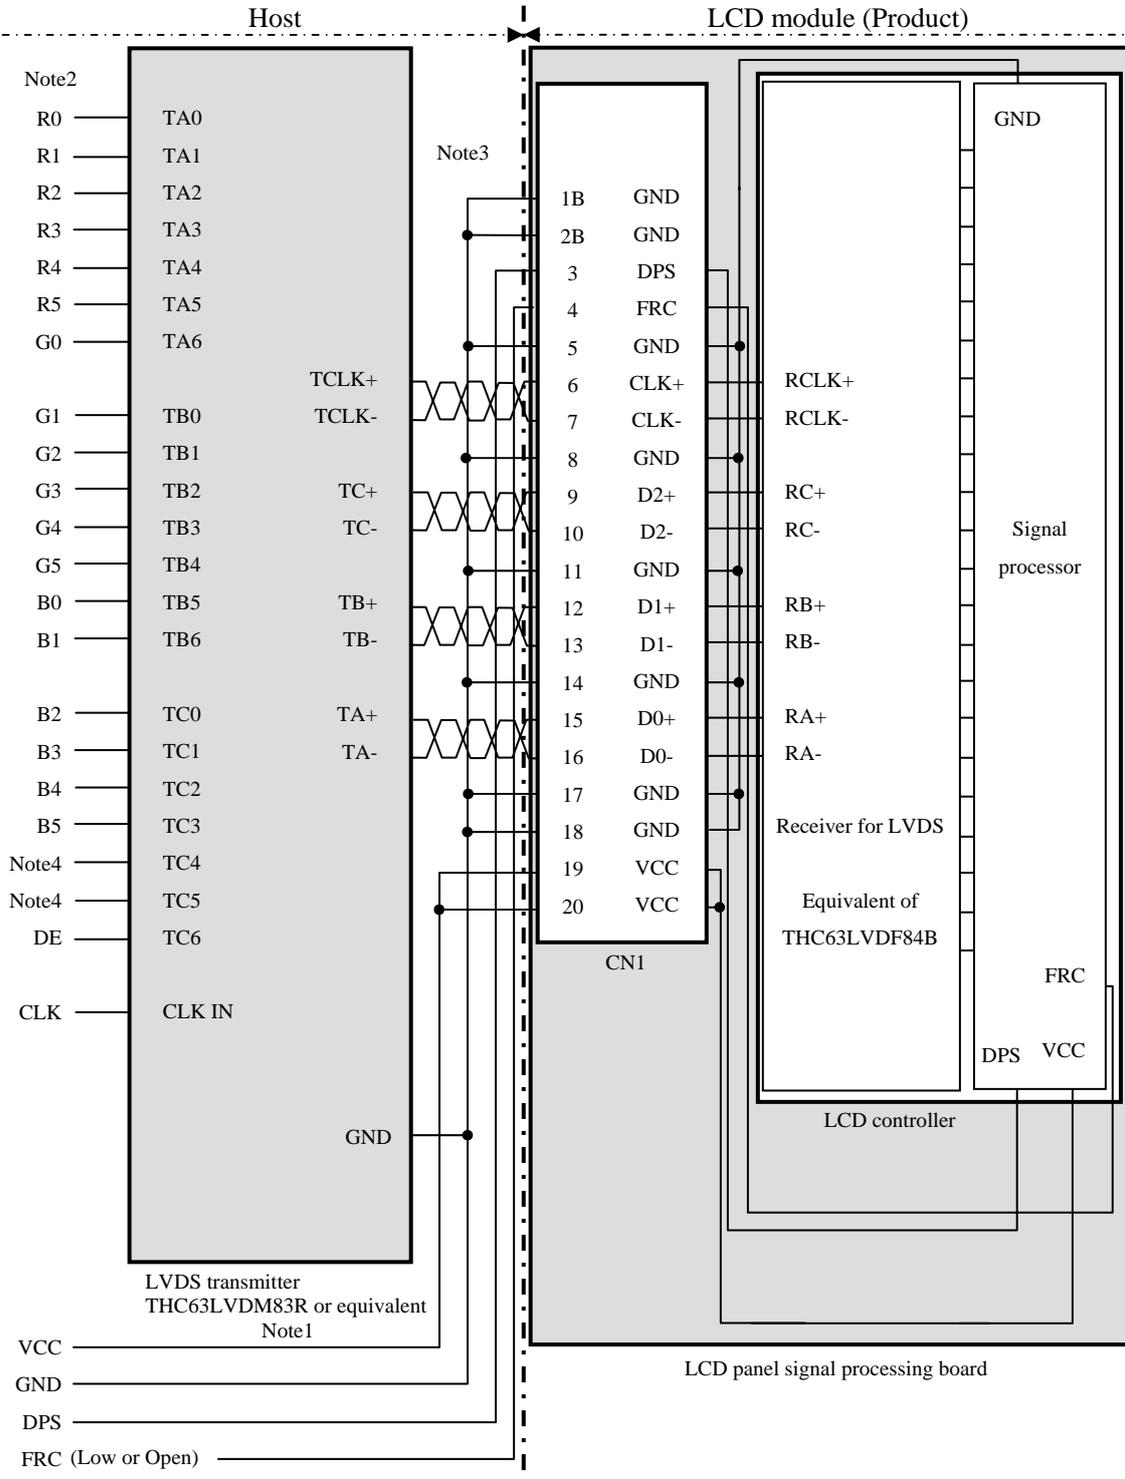 Host
LCD module (Product)
Note2
R0 TA0
R1 TA1
R2 TA2
R3 TA3
R4 TA4
R5 TA5
G0 TA6
TCLK+
G1 TB0 TCLK-
G2 TB1
G3 TB2 TC+
G4 TB3 TC-
G5 TB4
B0 TB5 TB+
B1 TB6 TB-
B2 TC0 TA+
B3 TC1 TA-
B4 TC2
B5 TC3
Note4 TC4
Note4 TC5
DE TC6
CLK CLK IN
GND
LVDS transmitter
THC63LVDM83R or equivalent
Note1
VCC
GND
DPS
FRC (Low or Open)
Note3
1B GND
2B GND
3 DPS
4 FRC
5 GND
6 CLK+
7 CLK-
8 GND
9 D2+
10 D2-
11 GND
12 D1+
13 D1-
14 GND
15 D0+
16 D0-
17 GND
18 GND
19 VCC
20 VCC
CN1
RCLK+
RCLK-
RC+
RC-
RB+
RB-
RA+
RA-
Receiver for LVDS
Equivalent of
THC63LVDF84B
GND
Signal
processor
FRC
DPS VCC
LCD controller
LCD panel signal processing board